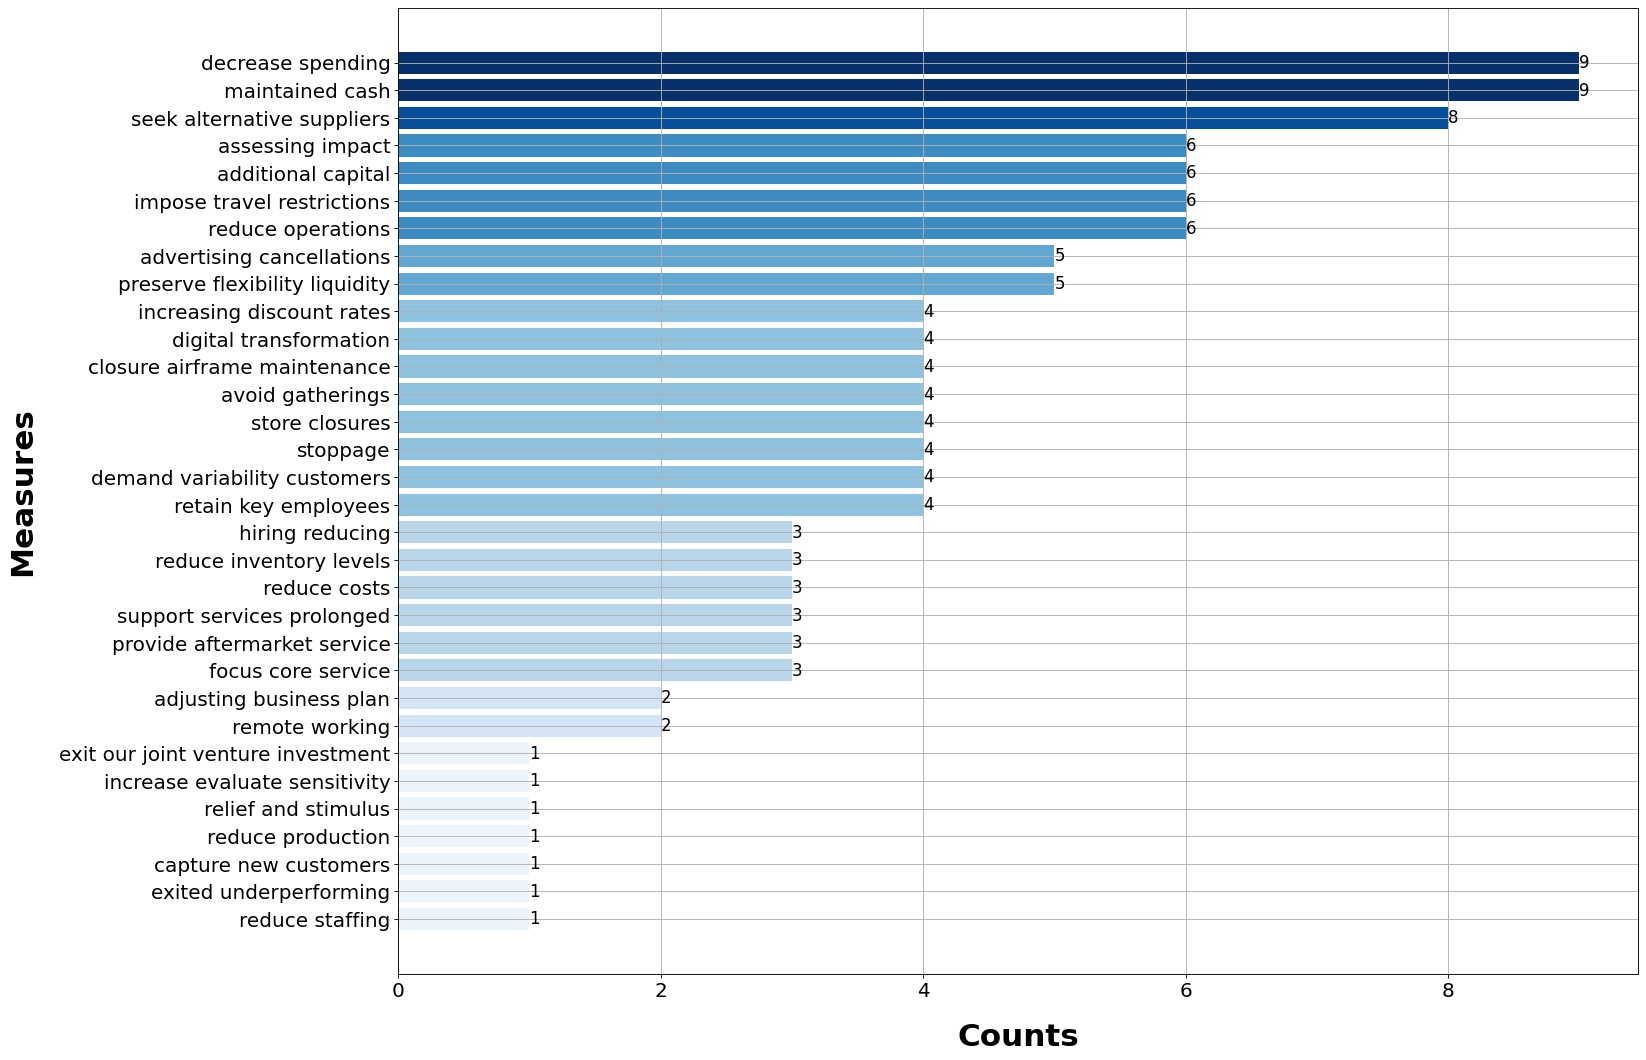 decrease spending 9
maintained cash 9
seek alternative suppliers 8
assessing impact 6
additional capital 6
impose travel restrictions 6
reduce operations 6
advertising cancellations 5
preserve flexibility liquidity 5
increasing discount rates 4
digital transformation 4
closure airframe maintenance 4
avoid gatherings 4
store closures 4
stoppage 4
demand variability customers 4
retain key employees 4
hiring reducing 3
reduce inventory levels 3
reduce costs 3
support services prolonged 3
provide aftermarket service 3
focus core service 3
adjusting business plan 2
remote working 2
exit our joint venture investment 1
increase evaluate sensitivity 1
relief and stimulus 1
reduce production 1
capture new customers 1
exited underperforming 1
reduce staffing 1
0 2 4 6 8
Counts
Measures